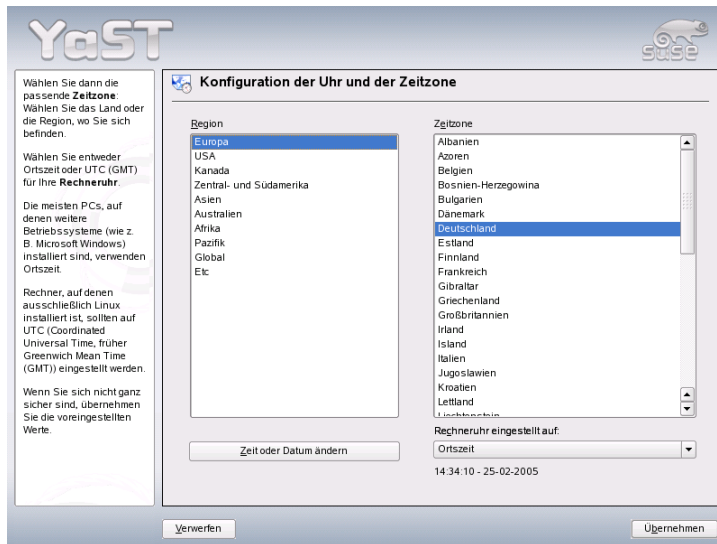 YaST
SUSE
Wählen Sie dann die
passende Zeitzone:
Wählen Sie das Land oder
die Region, wo Sie sich
befinden.
Wählen Sie entweder
Ortszeit oder UTC (GMT)
für Ihre Rechneruhr.
Die meisten PCs, auf
denen weitere
Betriebssysteme (wie z.
B. Microsoft Windows)
installiert sind, verwenden
Ortszeit.
Rechner, auf denen
ausschließlich Linux
installiert ist, sollten auf
UTC (Coordinated
Universal Time, früher
Greenwich Mean Time
(GMT)) eingestellt werden.
Wenn Sie sich nicht ganz
sicher sind, übernehmen
Sie die voreingestellten
Werte.
Konfiguration der Uhr und der Zeitzone
Region
Europa
USA
Kanada
Zentral- und Südamerika
Asien
Australien
Afrika
Pazifik
Global
Etc
Zeit oder Datum ändern
Zeitzone
Albanien
Azoren
Belgien
Bosnien-Herzegowina
Bulgarien
Dänemark
Deutschland
Estland
Finnland
Frankreich
Gibraltar
Griechenland
Großbritannien
Irland
Island
Italien
Jugoslawien
Kroatien
Lettland
Liechtenstein
Rechneruhr eingestellt auf:
Ortszeit
14:34:10 - 25-02-2005
Verwerfen
Übernehmen